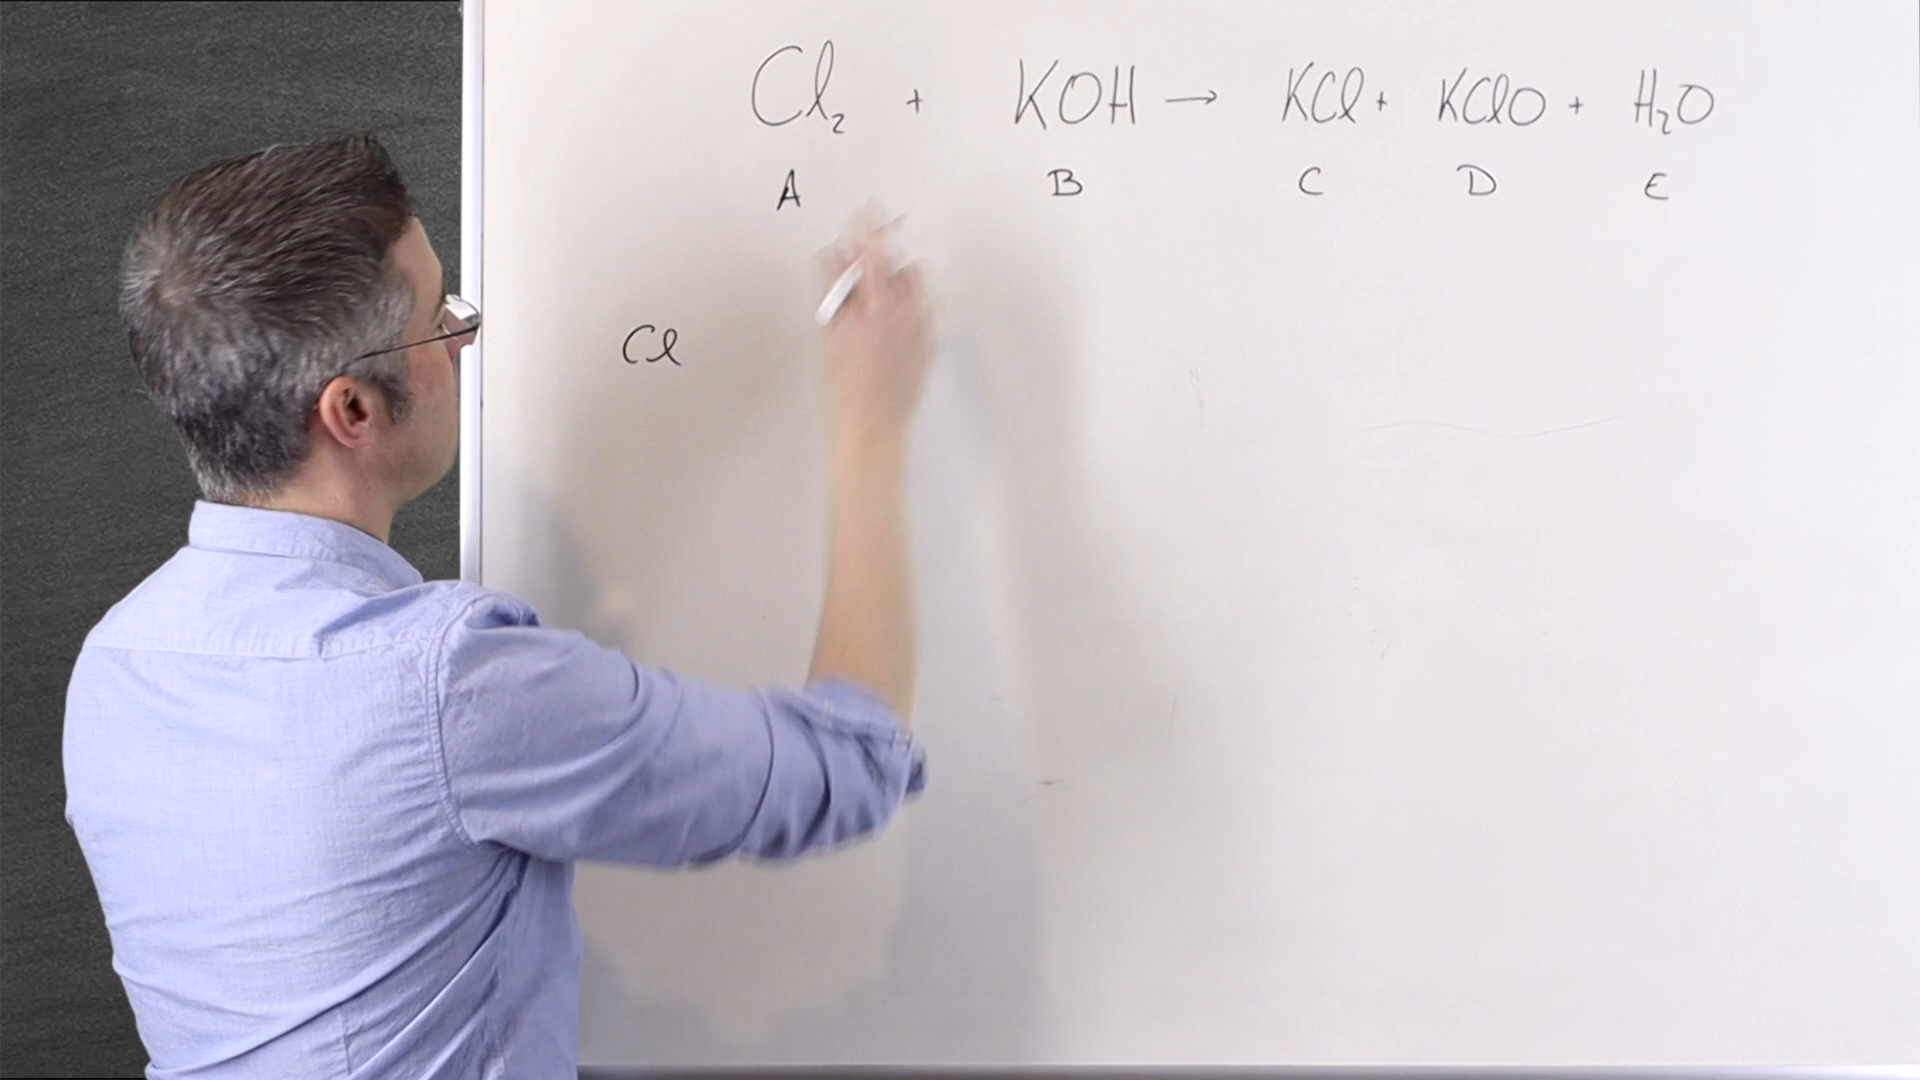 Cl₂ + KOH → KCl + KClO + H₂O
A B C D E
Cl